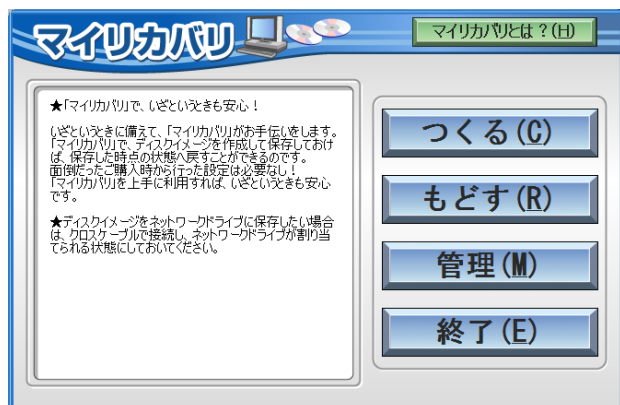 マイリカバリ
マイリカバリとは?(H)
★「マイリカバリ」で、いざというときも安心!
いざというときに備えて、「マイリカバリ」がお手伝いをします。
「マイリカバリ」で、ディスクイメージを作成して保存しておけ
ば、保存した時点の状態へ戻すことができるのです。
面倒だったご購入時から行った設定は必要なし!
「マイリカバリ」を上手に利用すれば、いざというときも安心
です。
★ディスクイメージをネットワークドライブに保存したい場合
は、クロスケーブルで接続し、ネットワークドライブが割り当
てられる状態にしておいてください。
つくる(C)
もどす(R)
管理(M)
終了(E)